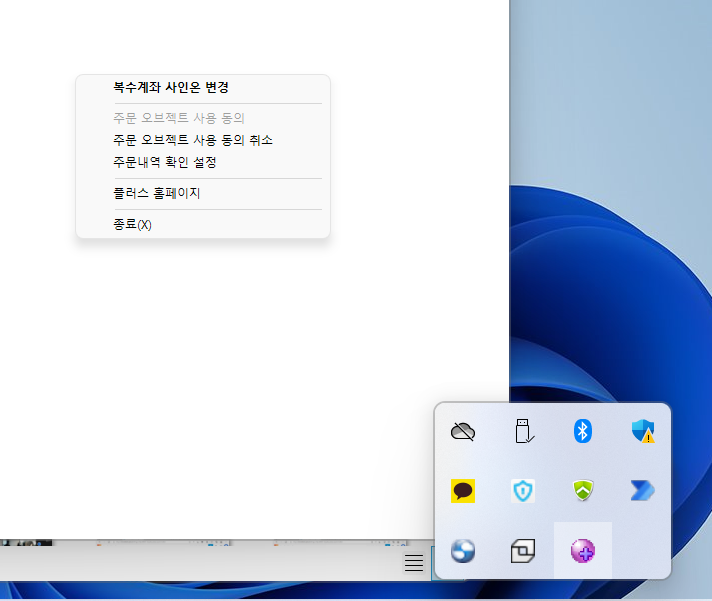 복수계좌 사인온 변경
주문 오브젝트 사용 동의
주문 오브젝트 사용 동의 취소
주문내역 확인 설정
플러스 홈페이지
종료(X)